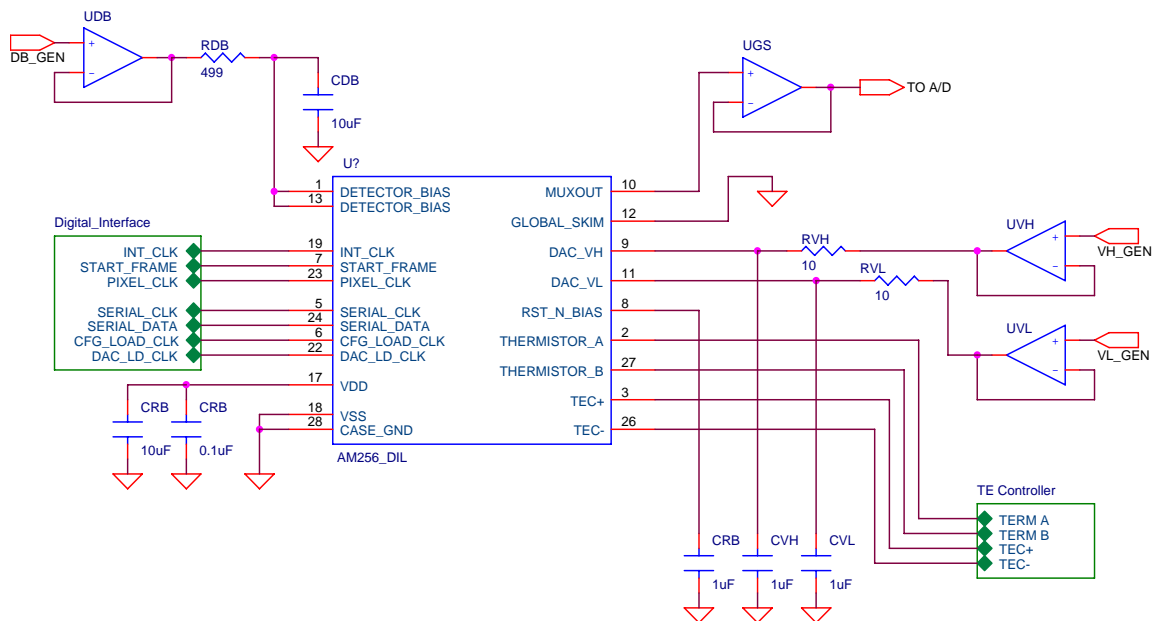 UDB
+
-
DB_GEN
RDB
499
CDB
10uF
UGS
+
-
TO A/D
U?
1
DETECTOR_BIAS
13
DETECTOR_BIAS
19
INT_CLK
7
START_FRAME
23
PIXEL_CLK
5
SERIAL_CLK
24
SERIAL_DATA
6
CFG_LOAD_CLK
22
DAC_LD_CLK
17
VDD
18
VSS
28
CASE_GND
MUXOUT
10
GLOBAL_SKIM
12
DAC_VH
9
DAC_VL
11
RST_N_BIAS
8
THERMISTOR_A
2
THERMISTOR_B
27
TEC+
3
TEC-
26
AM256_DIL
Digital_Interface
INT_CLK
START_FRAME
PIXEL_CLK
SERIAL_CLK
SERIAL_DATA
CFG_LOAD_CLK
DAC_LD_CLK
CRB
10uF
CRB
0.1uF
RVH
10
RVL
10
UVH
+
-
VH_GEN
UVL
+
-
VL_GEN
CRB
1uF
CVH
1uF
CVL
1uF
TE Controller
TERM A
TERM B
TEC+
TEC-